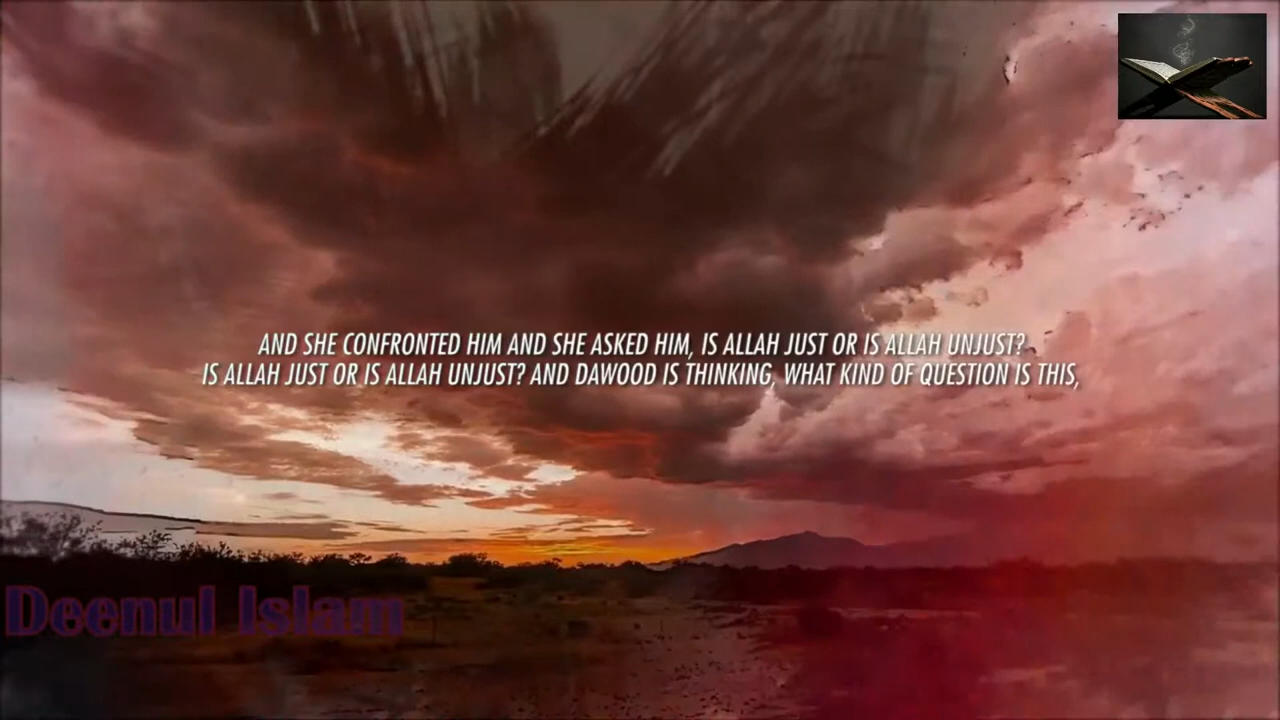 AND SHE CONFRONTED HIM AND SHE ASKED HIM, IS ALLAH JUST OR IS ALLAH UNJUST?
IS ALLAH JUST OR IS ALLAH UNJUST? AND DAWOOD IS THINKING, WHAT KIND OF QUESTION IS THIS,
Deenul Islam